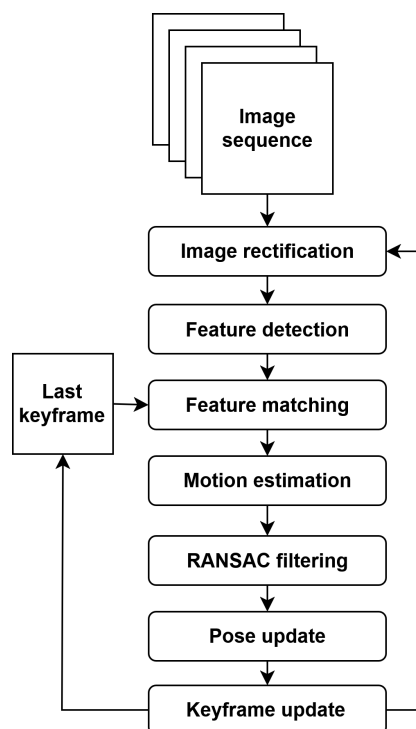 Image
sequence
Image rectification
Feature detection
Last
keyframe
Feature matching
Motion estimation
RANSAC filtering
Pose update
Keyframe update